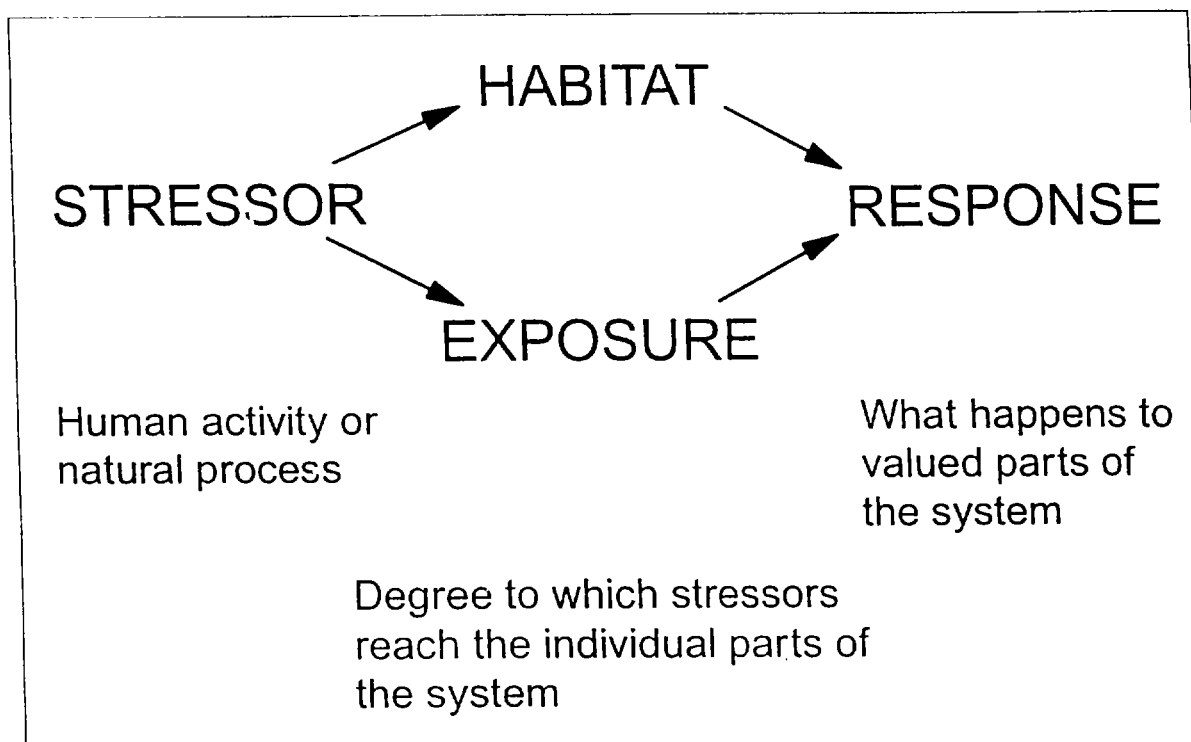 HABITAT
STRESSOR
RESPONSE
EXPOSURE
Human activity or
natural process
What happens to
valued parts of
the system
Degree to which stressors
reach the individual parts of
the system